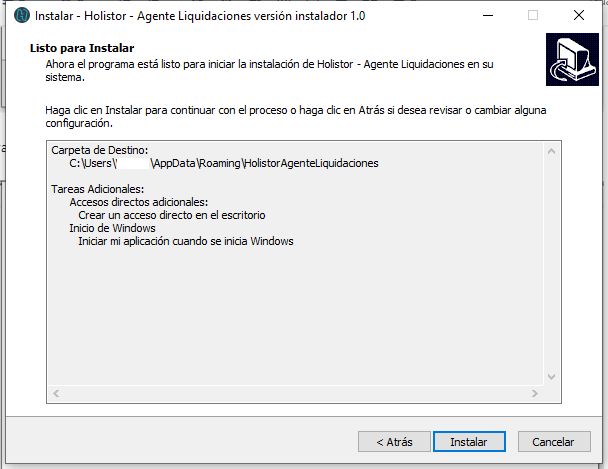 Instalar - Holistor - Agente Liquidaciones versión instalador 1.0
Listo para Instalar
Ahora el programa está listo para iniciar la instalación de Holistor - Agente Liquidaciones en su
sistema.
Haga clic en Instalar para continuar con el proceso o haga clic en Atrás si desea revisar o cambiar alguna
configuración.
Carpeta de Destino:
C:\Users\ \AppData\Roaming\HolistorAgenteLiquidaciones
Tareas Adicionales:
Accesos directos adicionales:
Crear un acceso directo en el escritorio
Inicio de Windows
Iniciar mi aplicación cuando se inicia Windows
< Atrás
Instalar
Cancelar